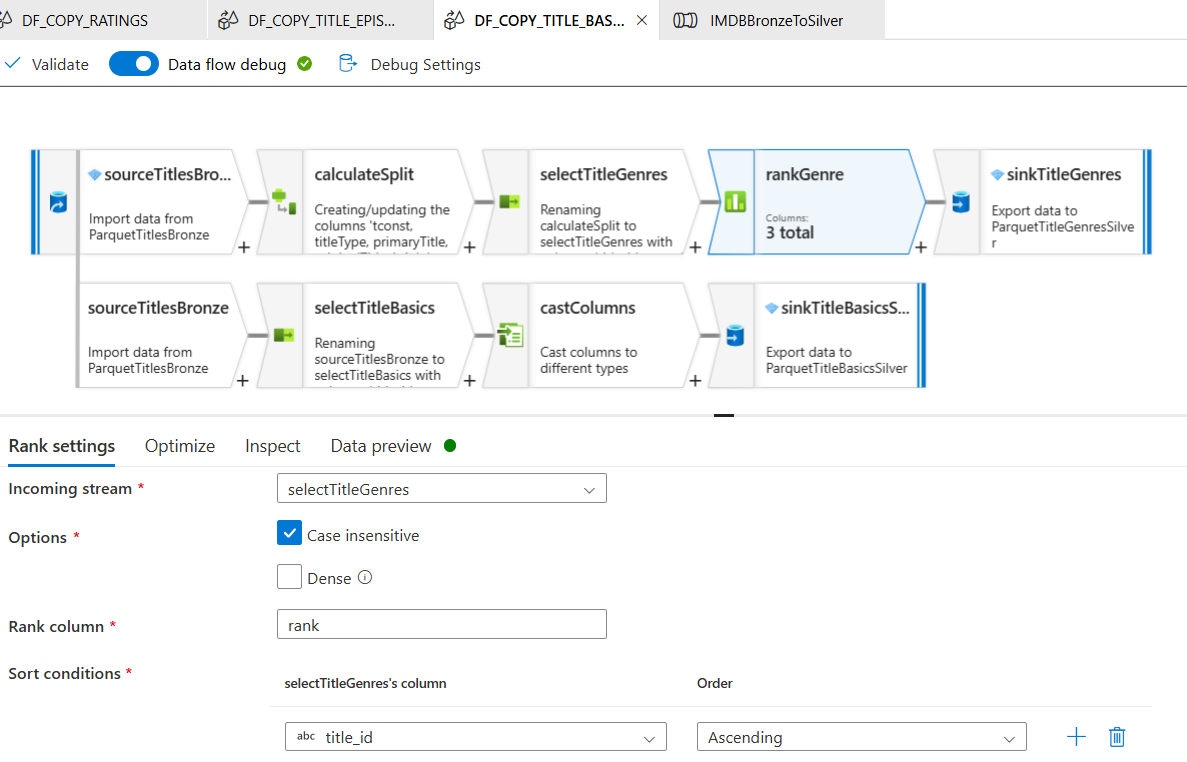 DF_COPY_RATINGS
DF_COPY_TITLE_EPIS...
DF_COPY_TITLE_BAS...
IMDBBronzeToSilver
Validate
Data flow debug
Debug Settings
sourceTitlesBro...
Import data from
ParquetTitlesBronze
+
calculateSplit
Creating/updating the
columns 'tconst,
titleType, primaryTitle,
+
selectTitleGenres
Renaming
calculateSplit to
selectTitleGenres with
+
rankGenre
Columns:
3 total
+
sinkTitleGenres
Export data to
ParquetTitleGenresSilve
r
sourceTitlesBronze
Import data from
ParquetTitlesBronze
+
selectTitleBasics
Renaming
sourceTitlesBronze to
selectTitleBasics with
+
castColumns
Cast columns to
different types
+
sinkTitleBasicsS...
Export data to
ParquetTitleBasicsSilver
Rank settings
Optimize
Inspect
Data preview
Incoming stream *
selectTitleGenres
Options *
Case insensitive
Dense
Rank column *
rank
Sort conditions *
selectTitleGenres's column
Order
abc title_id
Ascending